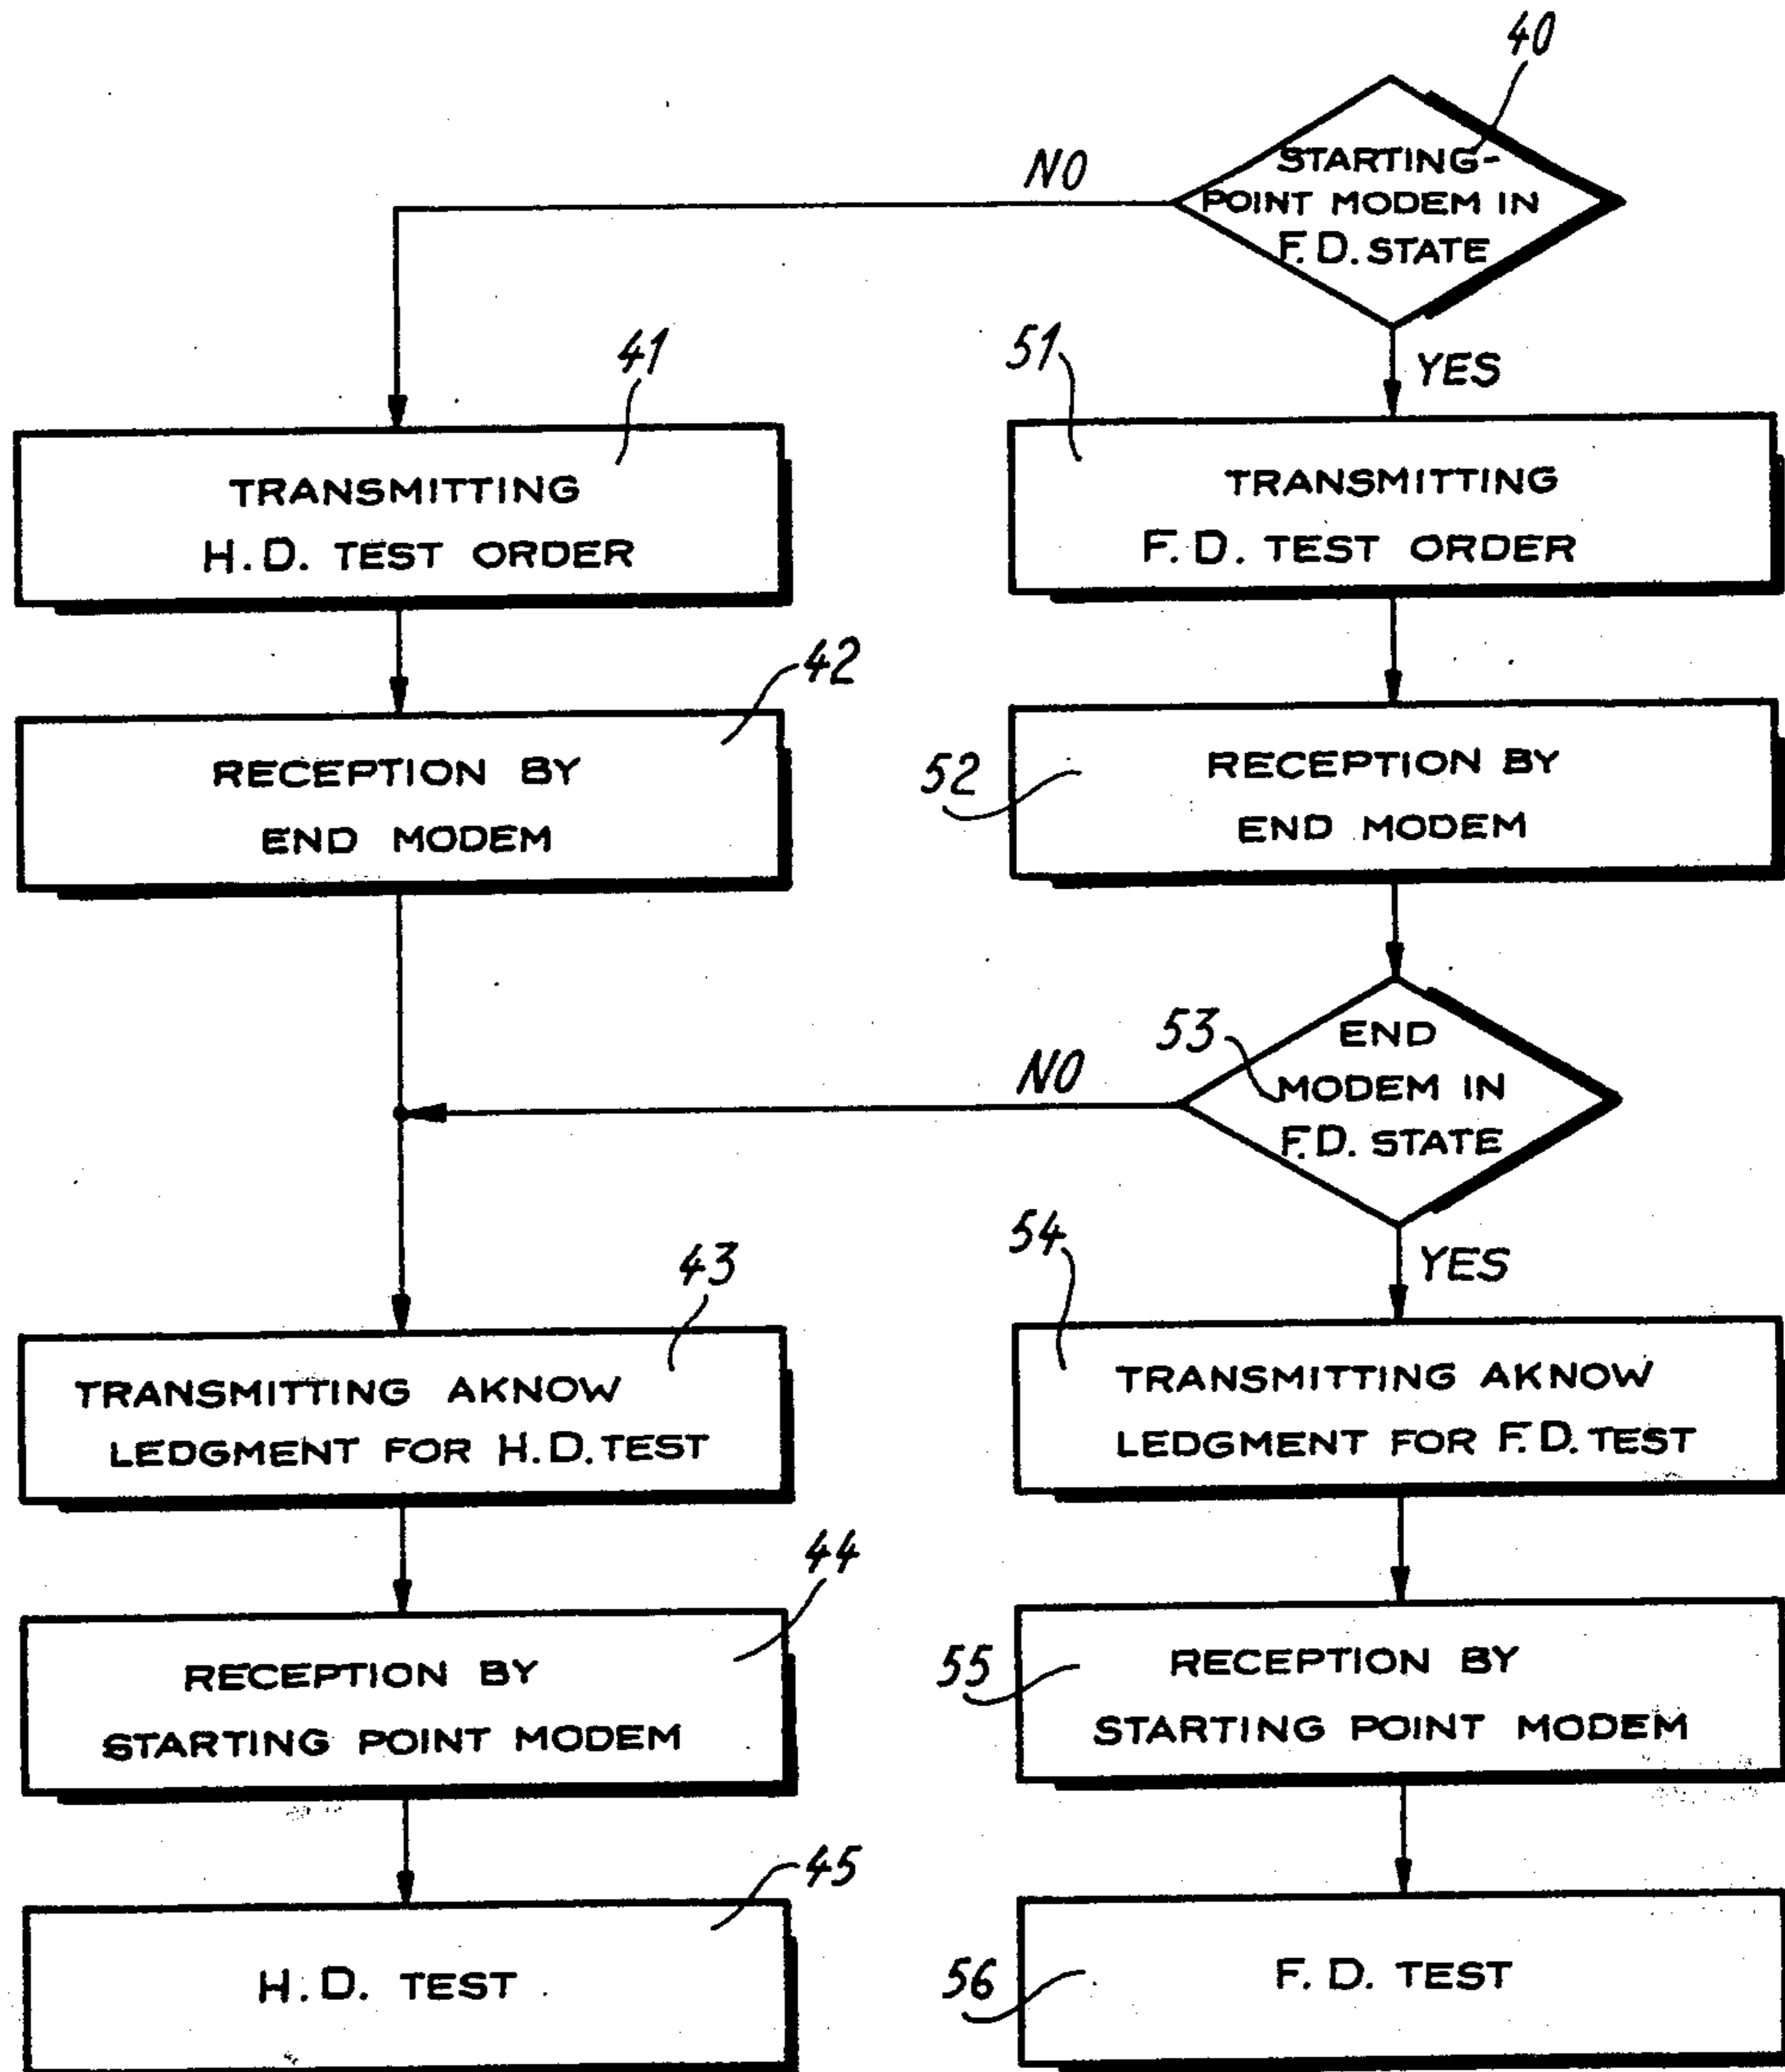 40
STARTING-
POINT MODEM IN
F.D. STATE
NO
YES
41
TRANSMITTING
H.D. TEST ORDER
51
TRANSMITTING
F.D. TEST ORDER
42
RECEPTION BY
END MODEM
52
RECEPTION BY
END MODEM
53
END
MODEM IN
F.D. STATE
NO
YES
43
TRANSMITTING AKNOW
LEDGMENT FOR H.D. TEST
54
TRANSMITTING AKNOW
LEDGMENT FOR F.D. TEST
44
RECEPTION BY
STARTING POINT MODEM
55
RECEPTION BY
STARTING POINT MODEM
45
H.D. TEST
56
F.D. TEST